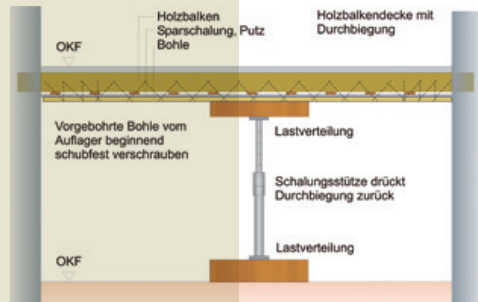 Holzbalken
Sparschalung, Putz
Bohle
Holzbalkendecke mit
Durchbiegung
OKF
Vorgebohrte Bohle vom
Auflager beginnend
schubfest verschrauben
Lastverteilung
Schalungsstütze drückt
Durchbiegung zurück
Lastverteilung
OKF